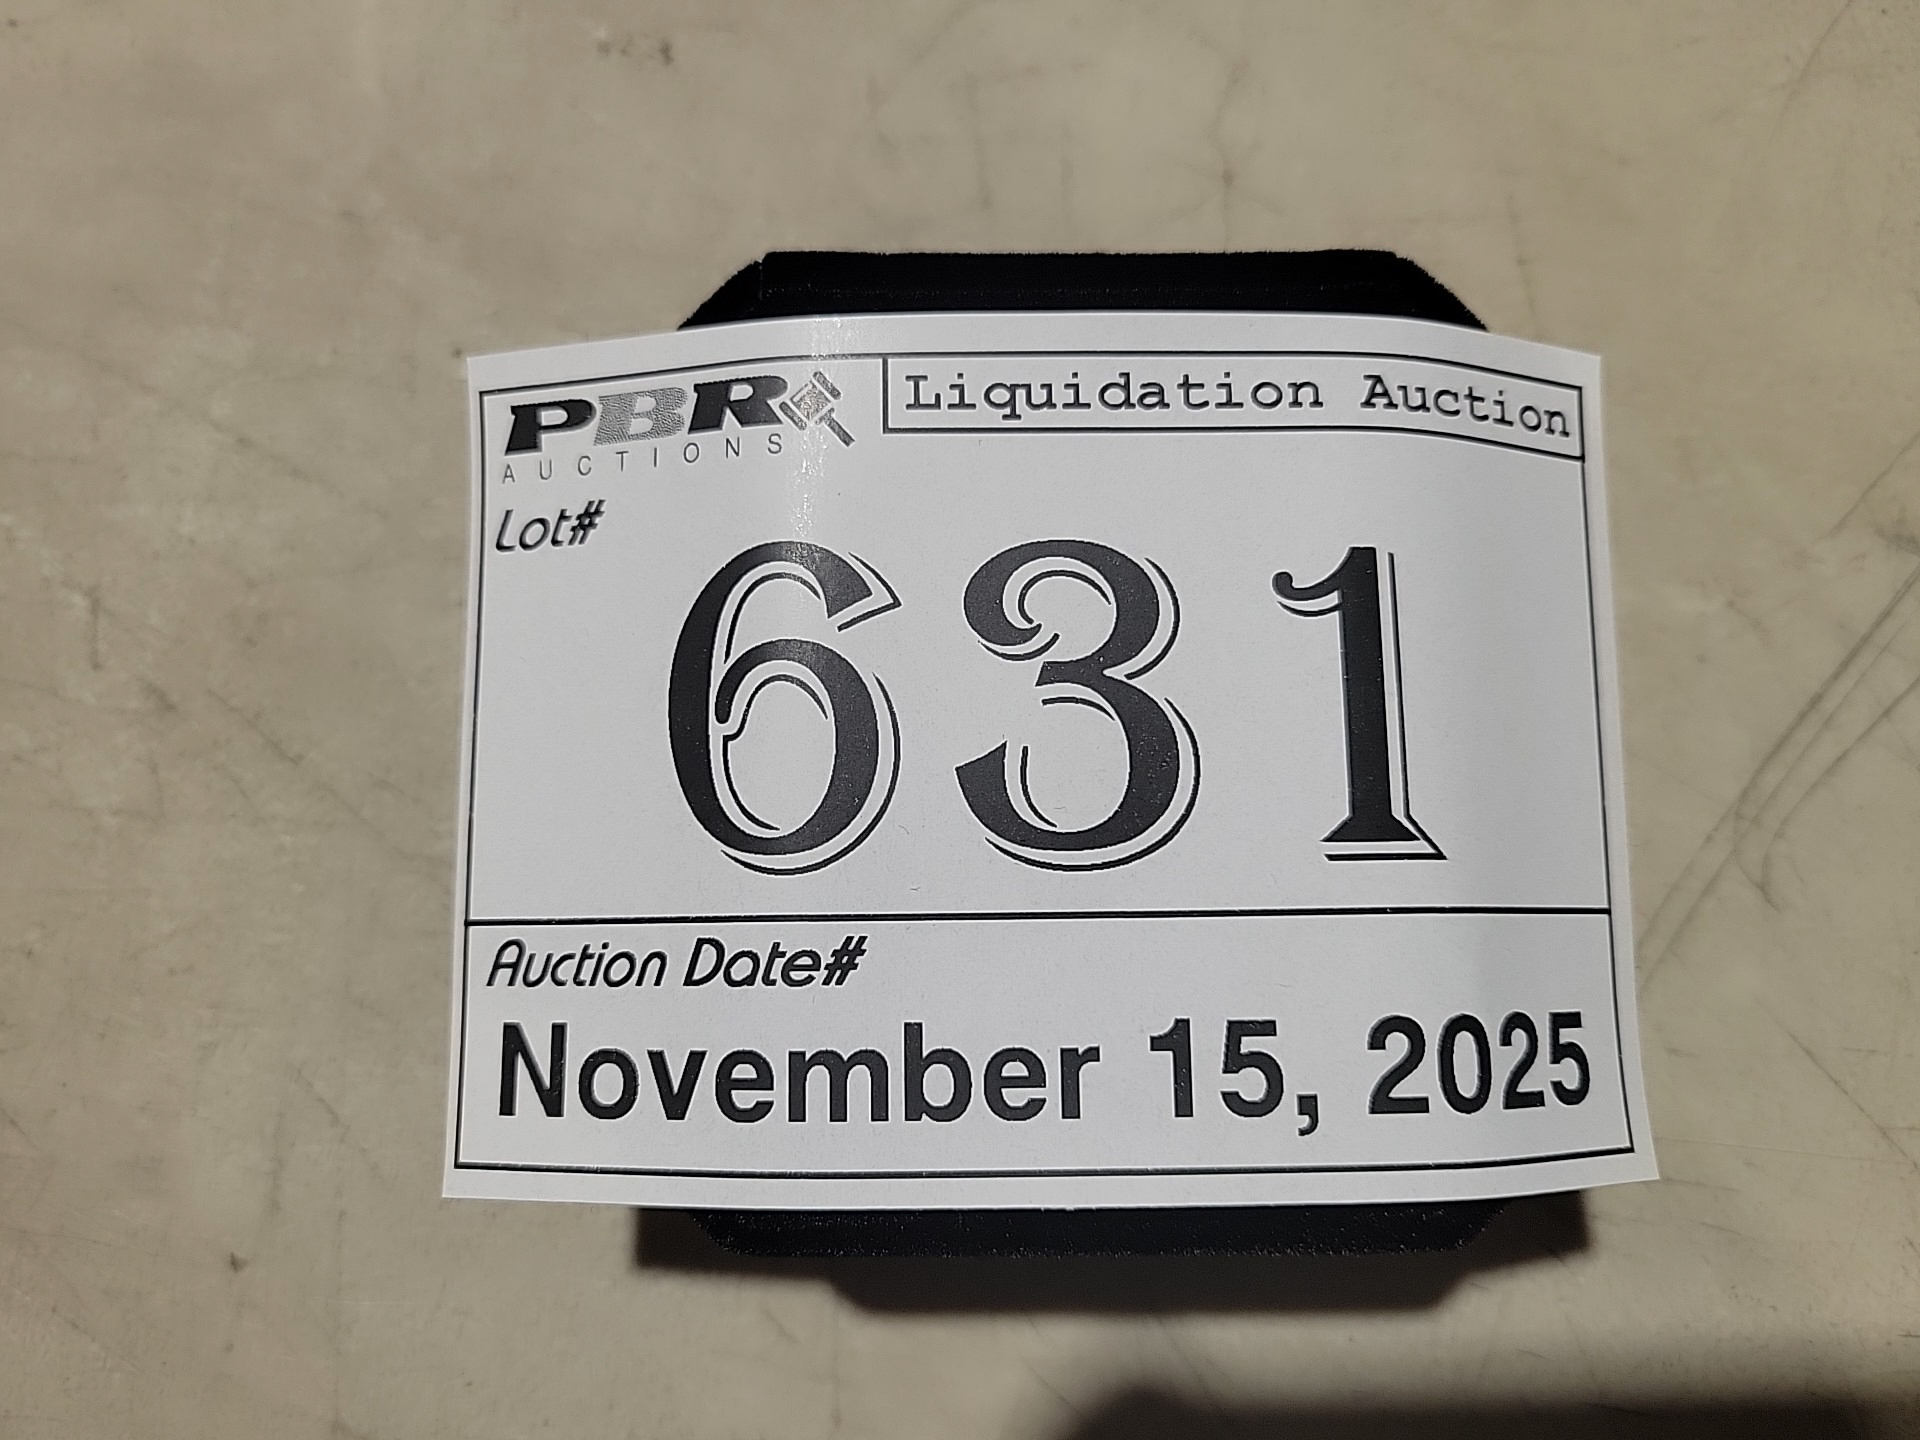 PBR
AUCTIONS
Liquidation Auction
Lot#
631
Auction Date#
November 15, 2025